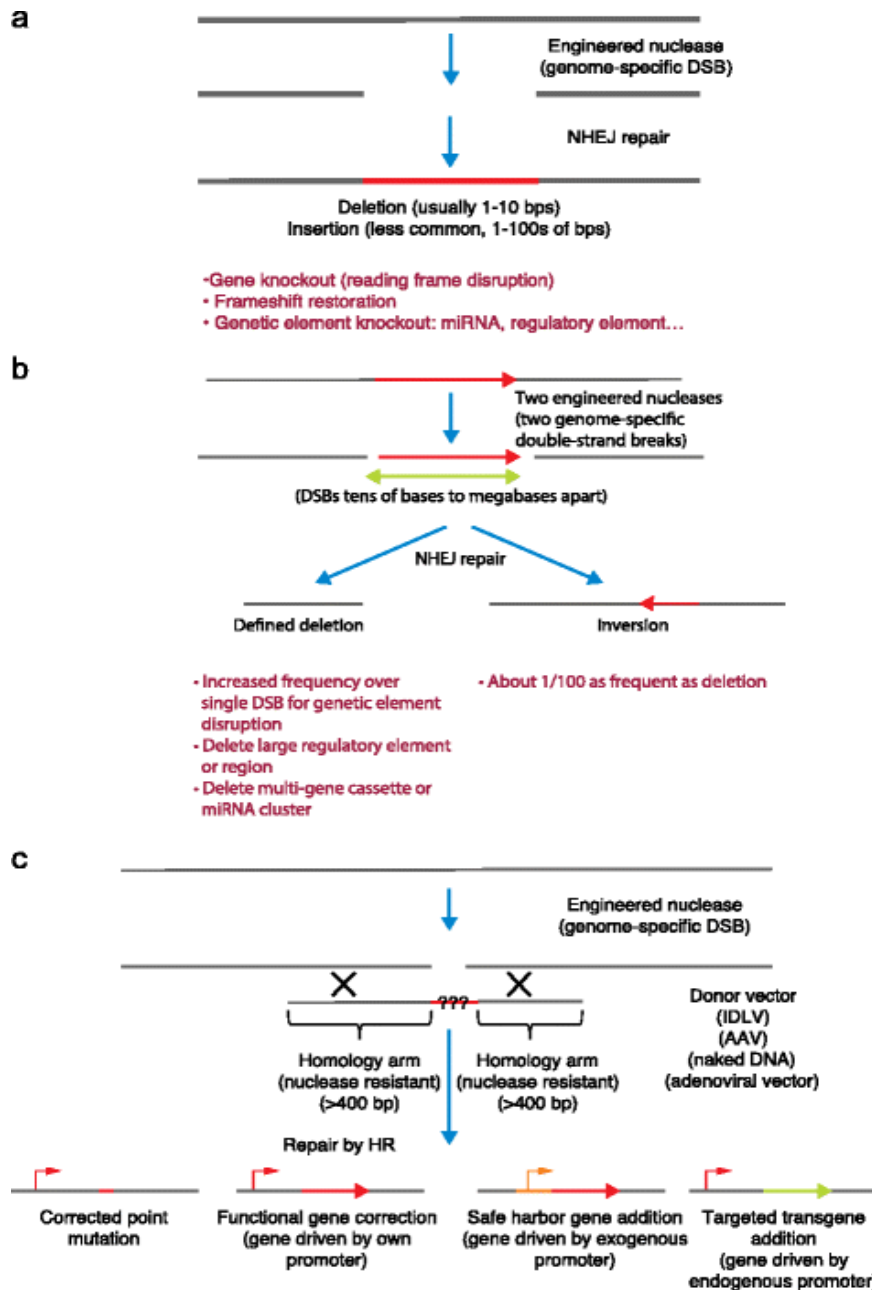 a
Engineered nuclease
(genome-specific DSB)
NHEJ repair
Deletion (usually 1-10 bps)
Insertion (less common, 1-100s of bps)
•Gene knockout (reading frame disruption)
• Frameshift restoration
• Genetic element knockout: miRNA, regulatory element...
b
Two engineered nucleases
(two genome-specific
double-strand breaks)
(DSBs tens of bases to megabases apart)
NHEJ repair
Defined deletion
Inversion
• Increased frequency over
single DSB for genetic element
disruption
• Delete large regulatory element
or region
• Delete multi-gene cassette or
miRNA cluster
• About 1/100 as frequent as deletion
c
Engineered nuclease
(genome-specific DSB)
???
Donor vector
(IDLV)
(AAV)
(naked DNA)
(adenoviral vector)
Homology arm
(nuclease resistant)
(>400 bp)
Homology arm
(nuclease resistant)
(>400 bp)
Repair by HR
Corrected point
mutation
Functional gene correction
(gene driven by own
promoter)
Safe harbor gene addition
(gene driven by exogenous
promoter)
Targeted transgene
addition
(gene driven by
endogenous promoter)